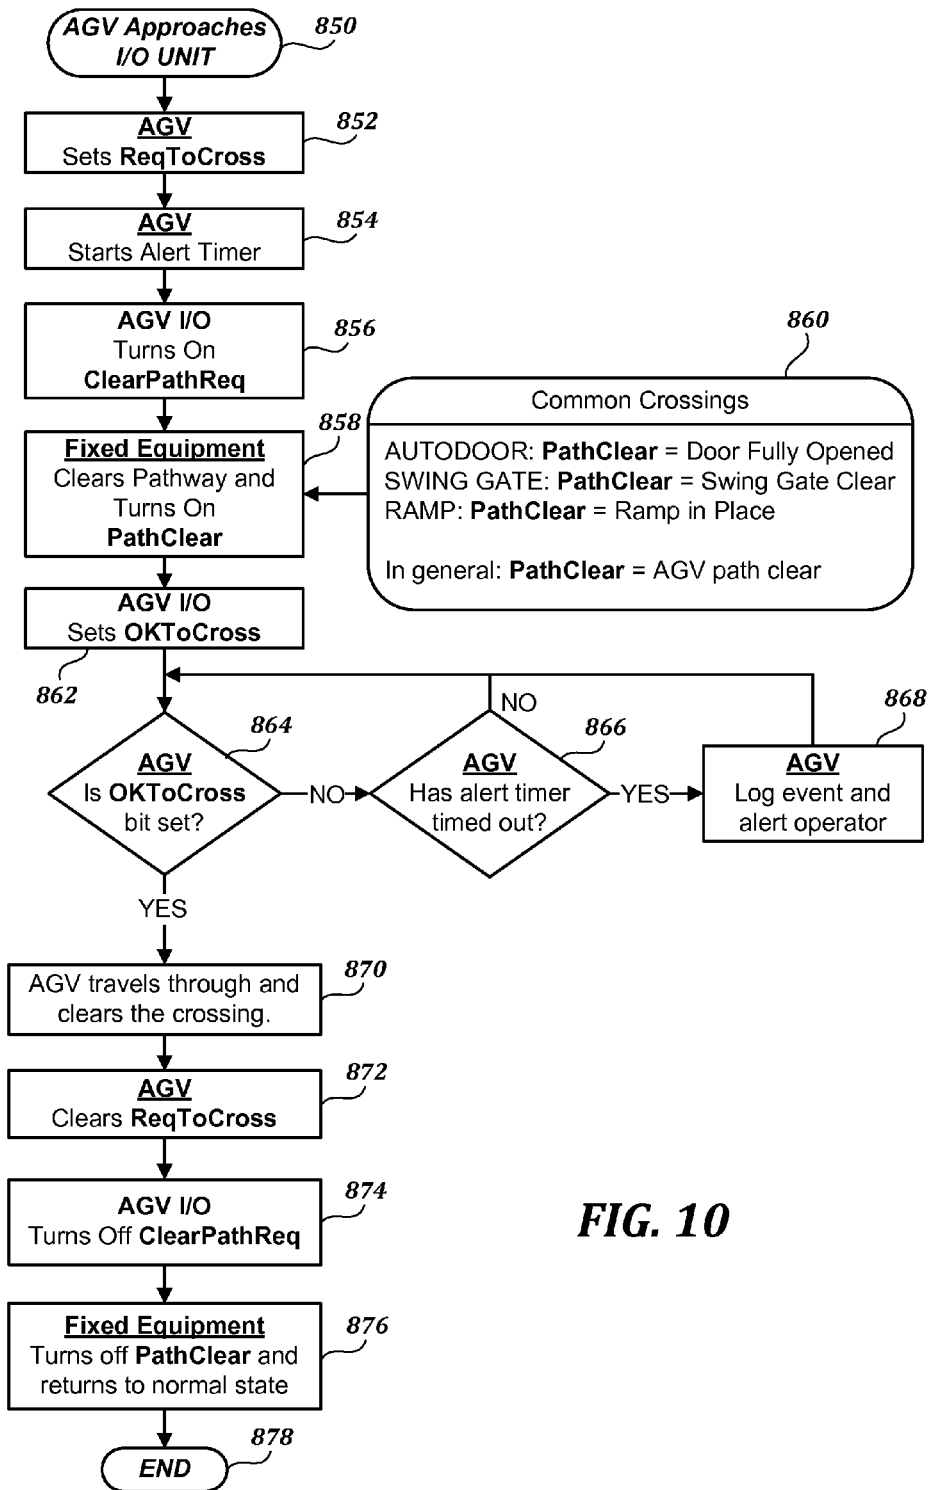 AGV Approaches
I/O UNIT
850
AGV
Sets ReqToCross
852
AGV
Starts Alert Timer
854
AGV I/O
Turns On
ClearPathReq
856
Fixed Equipment
Clears Pathway and
Turns On
PathClear
858
860
Common Crossings
AUTODOOR: PathClear = Door Fully Opened
SWING GATE: PathClear = Swing Gate Clear
RAMP: PathClear = Ramp in Place
In general: PathClear = AGV path clear
AGV I/O
Sets OKToCross
862
AGV
Is OKToCross
bit set?
864
NO
AGV
Has alert timer
timed out?
866
NO
YES
AGV
Log event and
alert operator
868
YES
AGV travels through and
clears the crossing.
870
AGV
Clears ReqToCross
872
AGV I/O
Turns Off ClearPathReq
874
FIG. 10
Fixed Equipment
Turns off PathClear and
returns to normal state
876
END
878